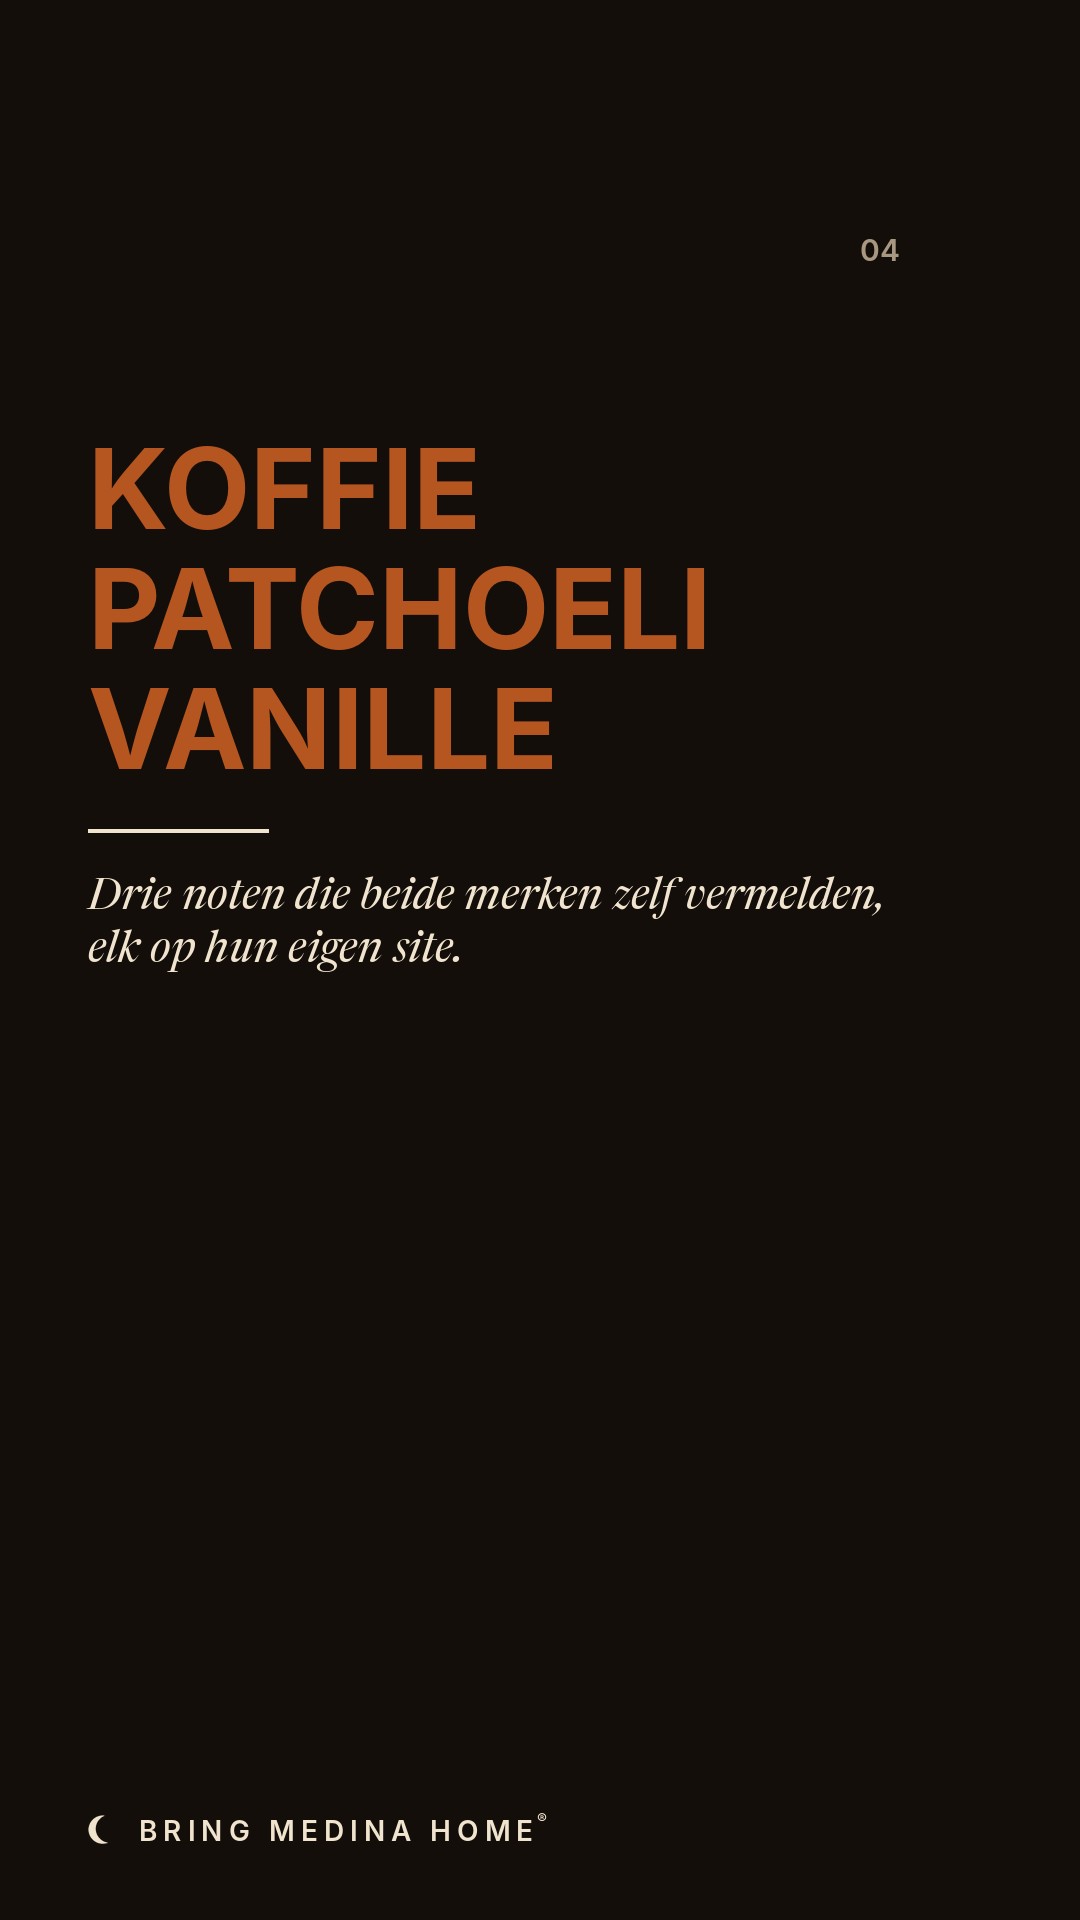 04
KOFFIE
PATCHOELI
VANILLE
Drie noten die beide merken zelf vermelden,
elk op hun eigen site.
BRING MEDINA HOME®